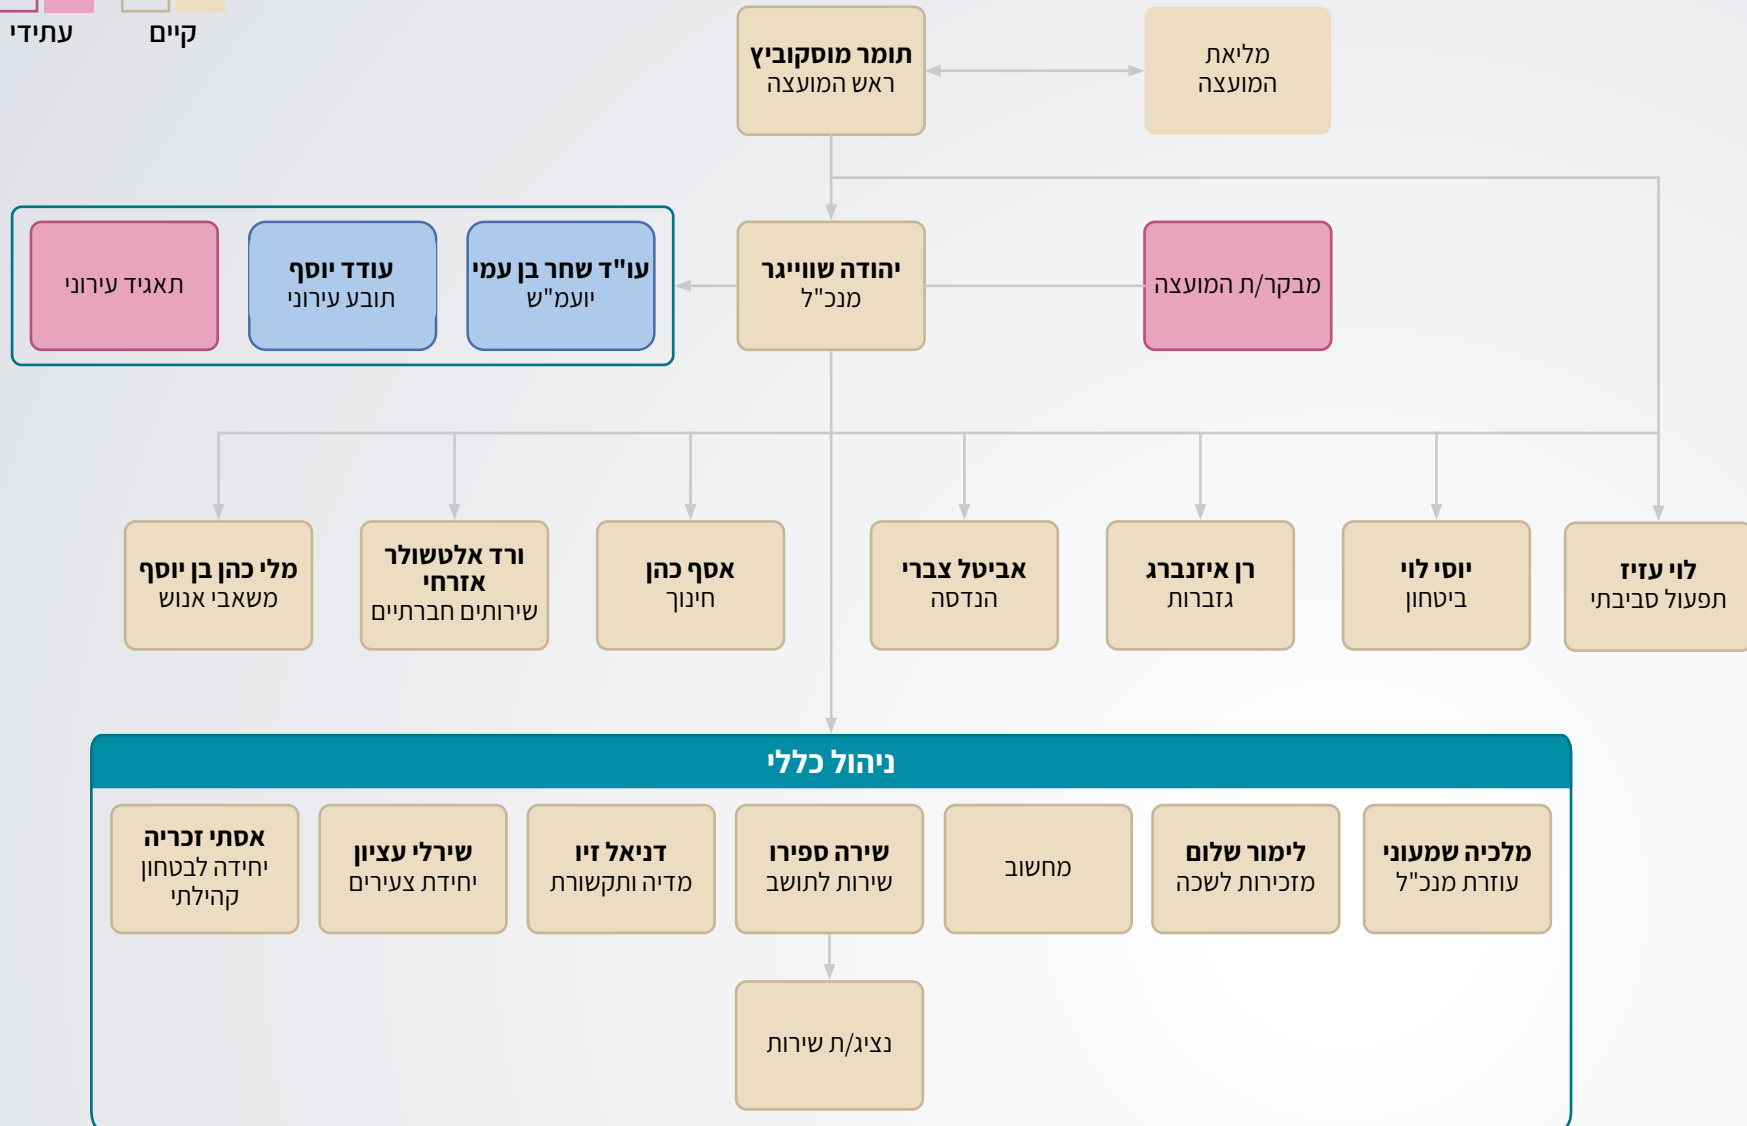 קיים
עתידי
מליאת
המועצה
תומר מוסקוביץ
ראש המועצה
מבקר/ת המועצה
יהודה שווייגר
מנכ"ל
עו"ד שחר בן עמי
יועמ"ש
עודד יוסף
תובע עירוני
תאגיד עירוני
לוי עזיז
תפעול סביבתי
יוסי לוי
ביטחון
רן איזנברג
גזברות
אביטל צברי
הנדסה
אסף כהן
חינוך
ורד אלטשולר
אזרחי
שירותים חברתיים
מלי כהן בן יוסף
משאבי אנוש
ניהול כללי
מלכיה שמעוני
עוזרת מנכ"ל
לימור שלום
מזכירות לשכה
מחשוב
שירה ספירו
שירות לתושב
דניאל זיו
מדיה ותקשורת
שירלי עציון
יחידת צעירים
אסתי זכריה
יחידה לבטחון
קהילתי
נציג/ת שירות